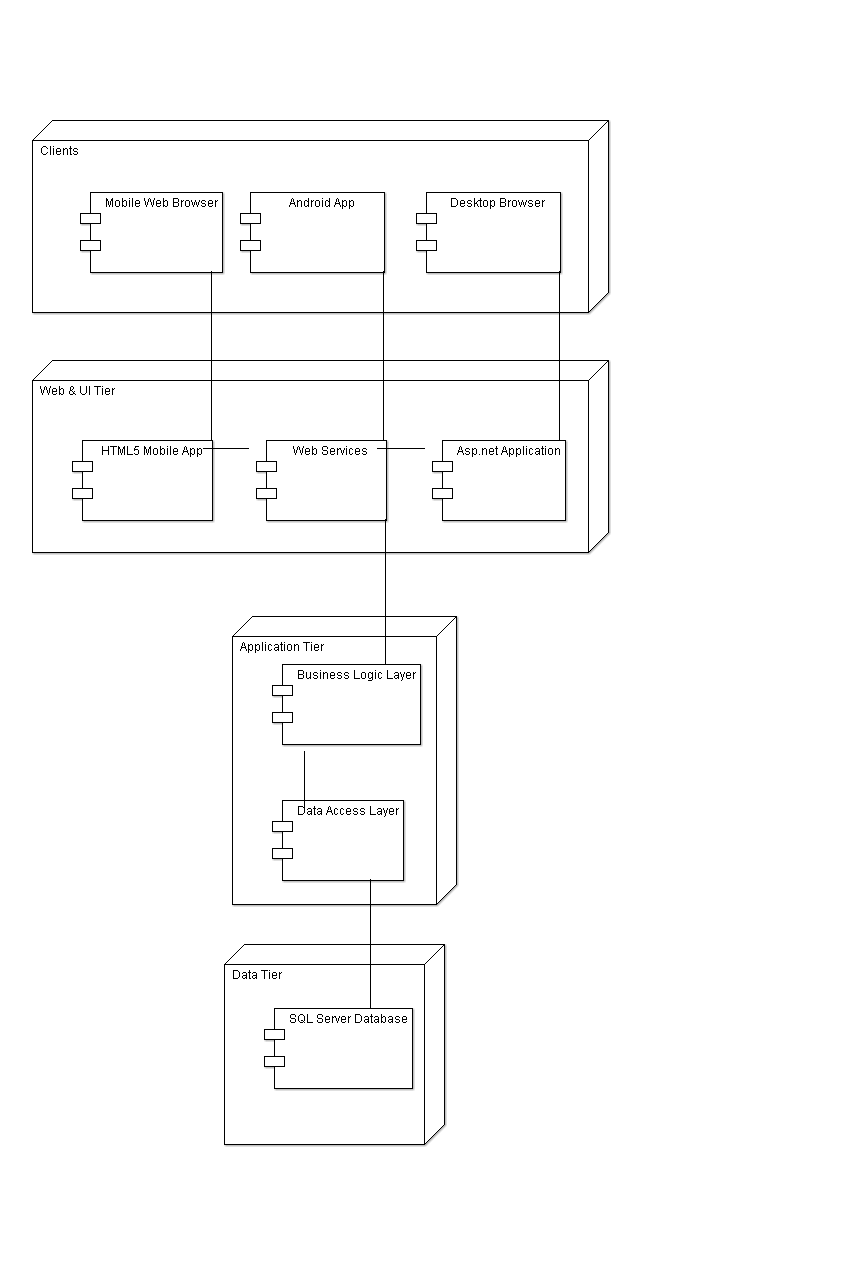 Clients
Mobile Web Browser
Android App
Desktop Browser
Web & UI Tier
HTML5 Mobile App
Web Services
Asp.net Application
Application Tier
Business Logic Layer
Data Access Layer
Data Tier
SQL Server Database